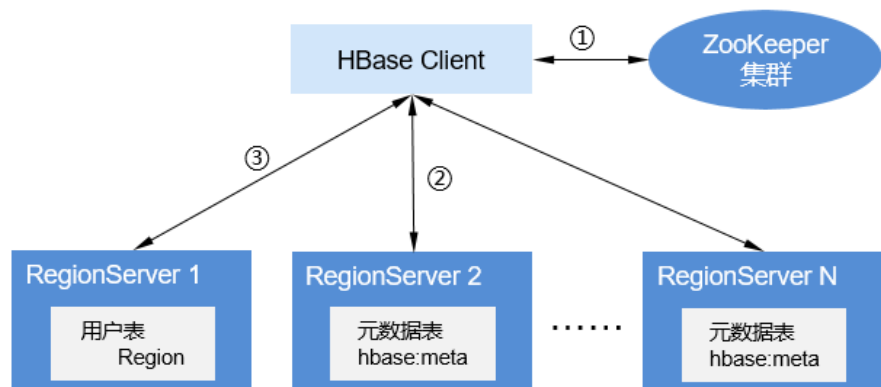 HBase Client
①
ZooKeeper
集群
③
②
RegionServer 1
用户表
Region
RegionServer 2
元数据表
hbase:meta
……
RegionServer N
元数据表
hbase:meta